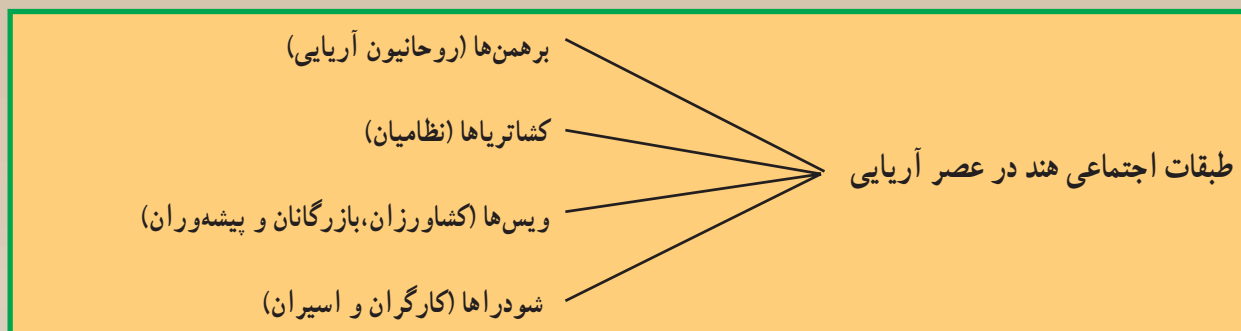 طبقات اجتماعی هند در عصر آریایی
برهمن‌ها (روحانیون آریایی)
کشاتریاها (نظامیان)
ویس‌ها (کشاورزان،بازرگانان و پیشه‌وران)
شودراها (کارگران و اسیران)